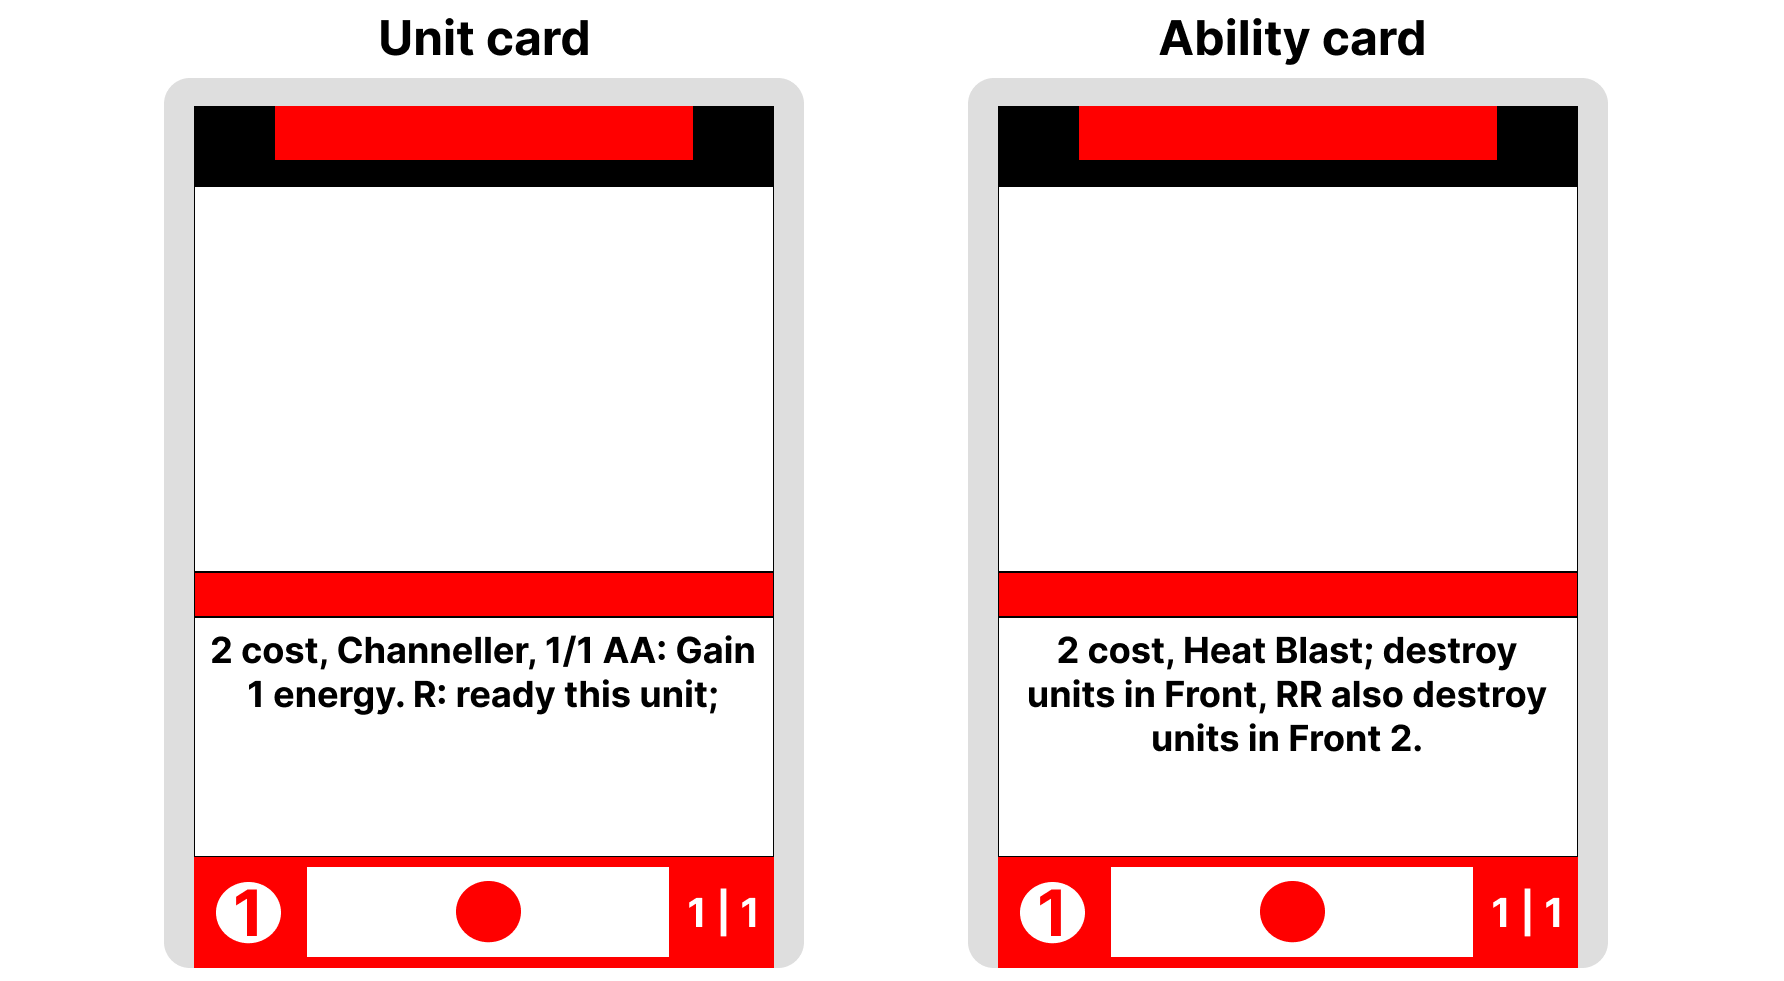 Unit card
2 cost, Channeller, 1/1 AA: Gain
1 energy. R: ready this unit;
1
1 | 1
Ability card
2 cost, Heat Blast; destroy
units in Front, RR also destroy
units in Front 2.
1
1 | 1